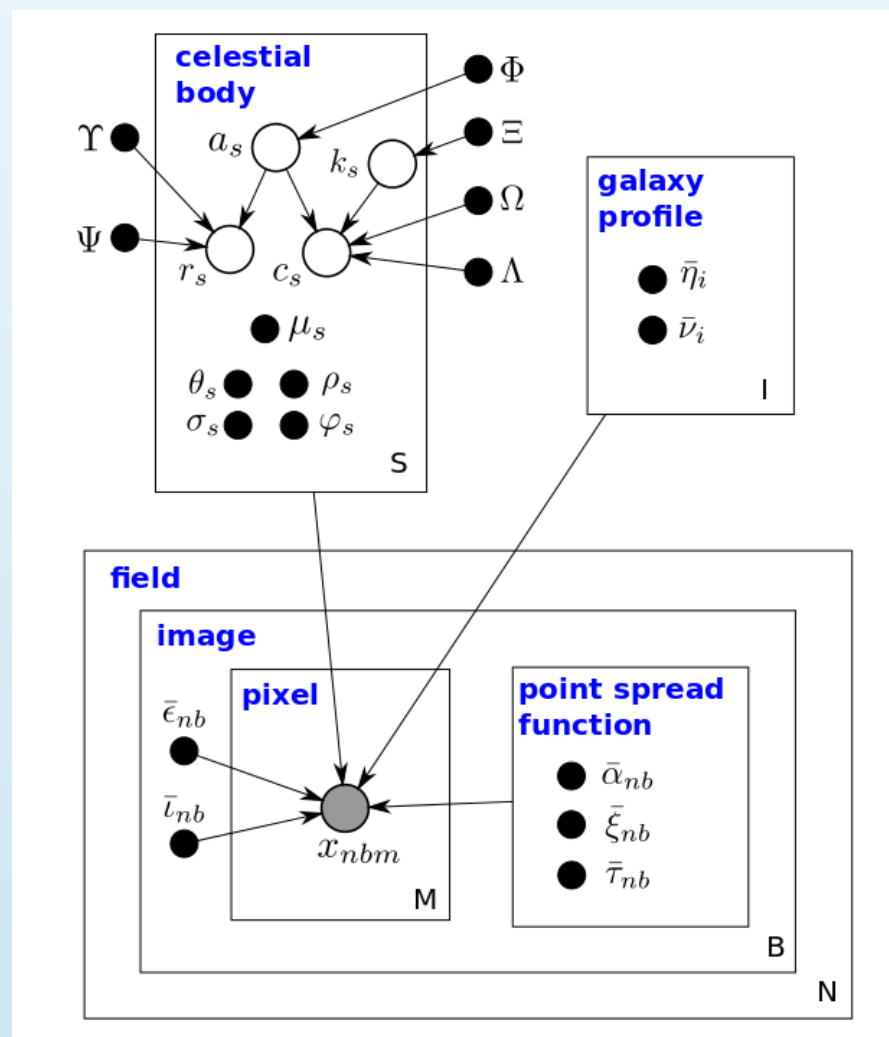 celestial
body
Φ
Υ
a_s
k_s
Ξ
galaxy
profile
Ω
Ψ
r_s
c_s
Λ
η̄_i
μ_s
ν̄_i
θ_s
ρ_s
σ_s
φ_s
I
S
field
image
pixel
point spread
function
ε̄_nb
ᾱ_nb
ῑ_nb
ξ̄_nb
x_nbm
τ̄_nb
M
B
N